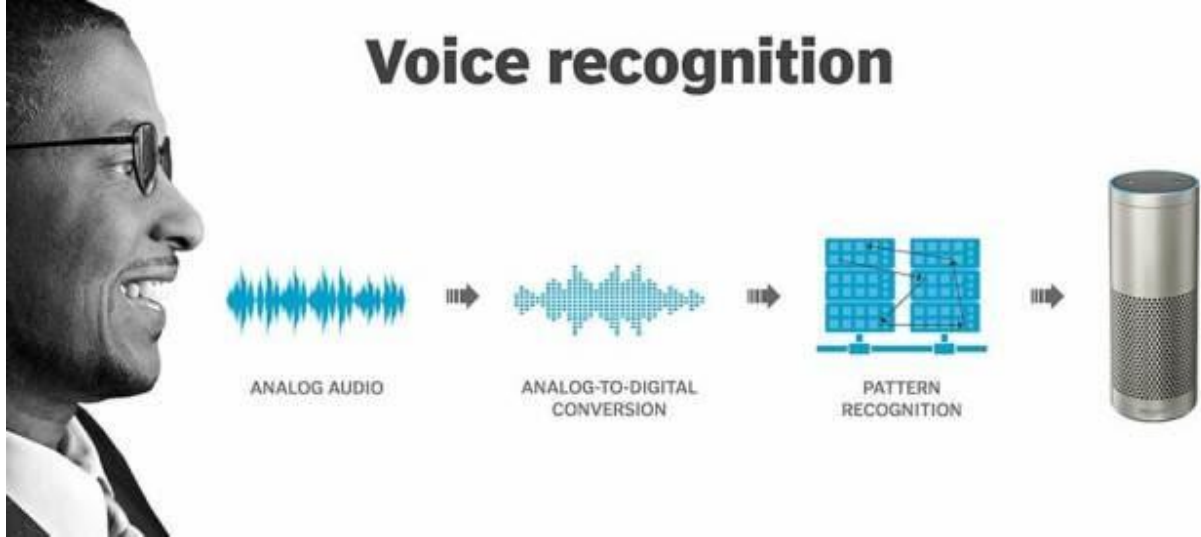 Voice recognition
ANALOG AUDIO
ANALOG-TO-DIGITAL
CONVERSION
PATTERN
RECOGNITION